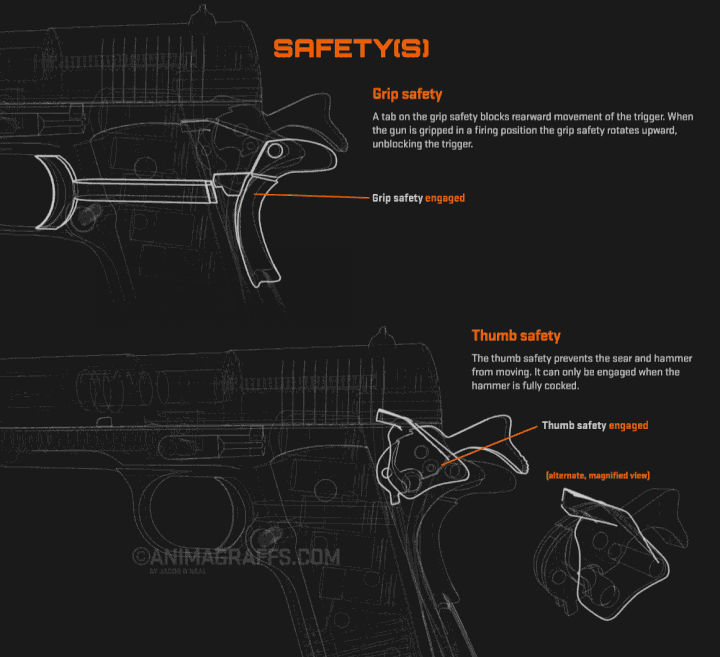 SAFETY(S)
Grip safety
A tab on the grip safety blocks rearward movement of the trigger. When
the gun is gripped in a firing position the grip safety rotates upward,
unblocking the trigger.
Grip safety engaged
Thumb safety
The thumb safety prevents the sear and hammer
from moving. It can only be engaged when the
hammer is fully cocked.
Thumb safety engaged
(alternate, magnified view)
©ANIMAGRAFFS.COM
BY JACOB O'NEAL